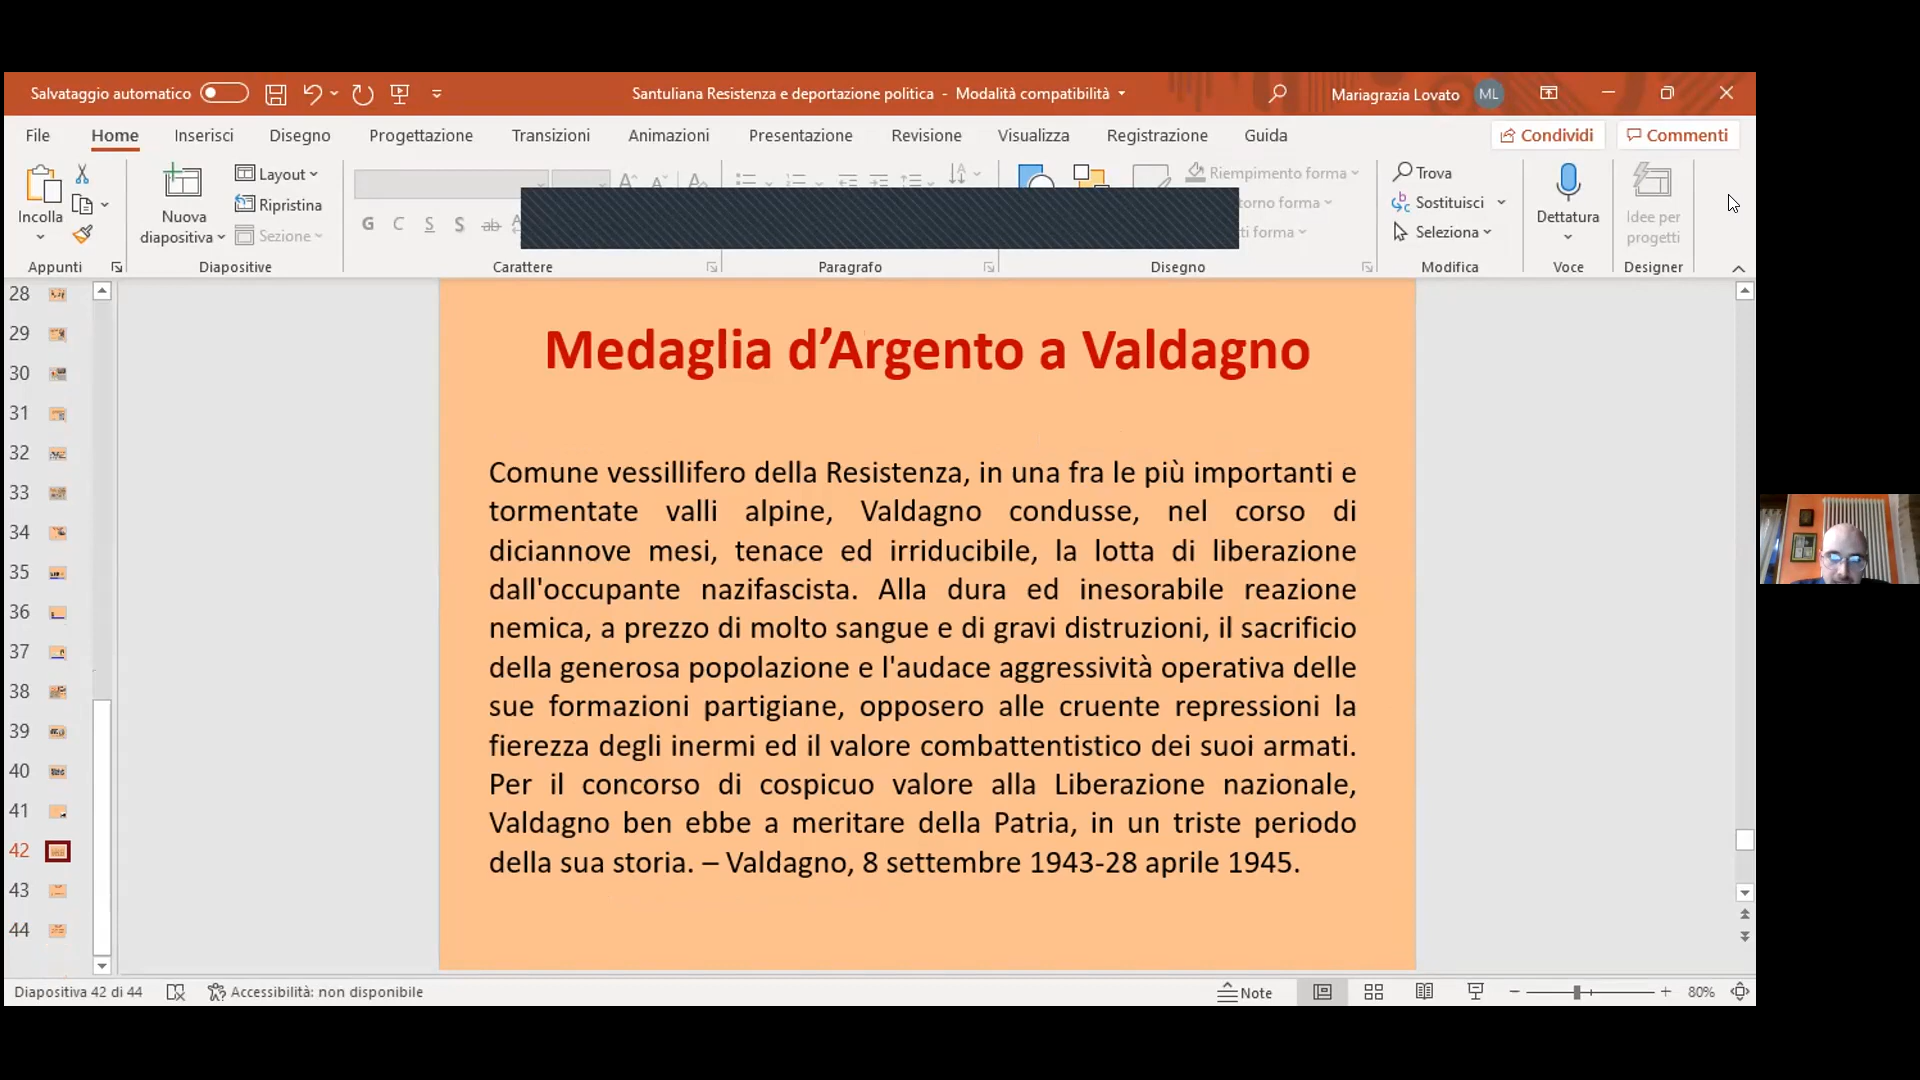 Salvataggio automatico
Santuliana Resistenza e deportazione politica - Modalità compatibilità
Mariagrazia Lovato ML
File Home Inserisci Disegno Progettazione Transizioni Animazioni Presentazione Revisione Visualizza Registrazione Guida
Condividi Commenti
Incolla
Nuova
diapositiva
Layout
Ripristina
Sezione
G C S S ab
Riempimento forma
torno forma
ti forma
Trova
Sostituisci
Seleziona
Dettatura
Idee per
progetti
Appunti Diapositive Carattere Paragrafo Disegno Modifica Voce Designer
28
29
30
31
32
33
34
35
36
37
38
39
40
41
42
43
44
Medaglia d’Argento a Valdagno
Comune vessillifero della Resistenza, in una fra le più importanti e
tormentate valli alpine, Valdagno condusse, nel corso di
diciannove mesi, tenace ed irriducibile, la lotta di liberazione
dall'occupante nazifascista. Alla dura ed inesorabile reazione
nemica, a prezzo di molto sangue e di gravi distruzioni, il sacrificio
della generosa popolazione e l'audace aggressività operativa delle
sue formazioni partigiane, opposero alle cruente repressioni la
fierezza degli inermi ed il valore combattentistico dei suoi armati.
Per il concorso di cospicuo valore alla Liberazione nazionale,
Valdagno ben ebbe a meritare della Patria, in un triste periodo
della sua storia. – Valdagno, 8 settembre 1943-28 aprile 1945.
Diapositiva 42 di 44 Accessibilità: non disponibile Note 80%